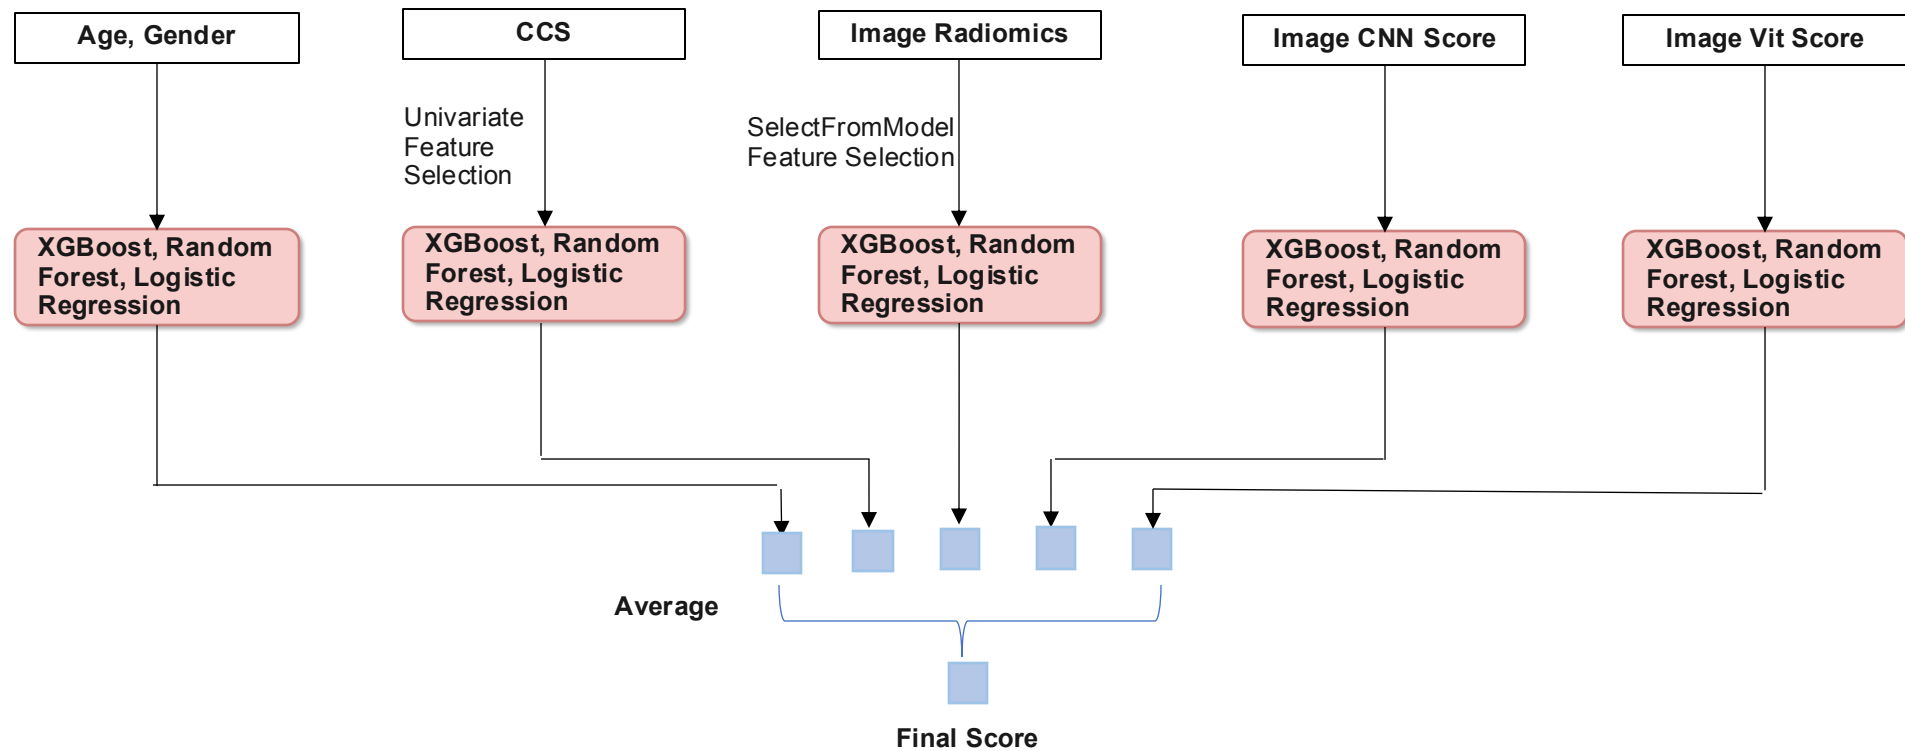 Age, Gender
CCS
Image Radiomics
Image CNN Score
Image Vit Score
Univariate
Feature
Selection
SelectFromModel
Feature Selection
XGBoost, Random
Forest, Logistic
Regression
XGBoost, Random
Forest, Logistic
Regression
XGBoost, Random
Forest, Logistic
Regression
XGBoost, Random
Forest, Logistic
Regression
XGBoost, Random
Forest, Logistic
Regression
Average
Final Score